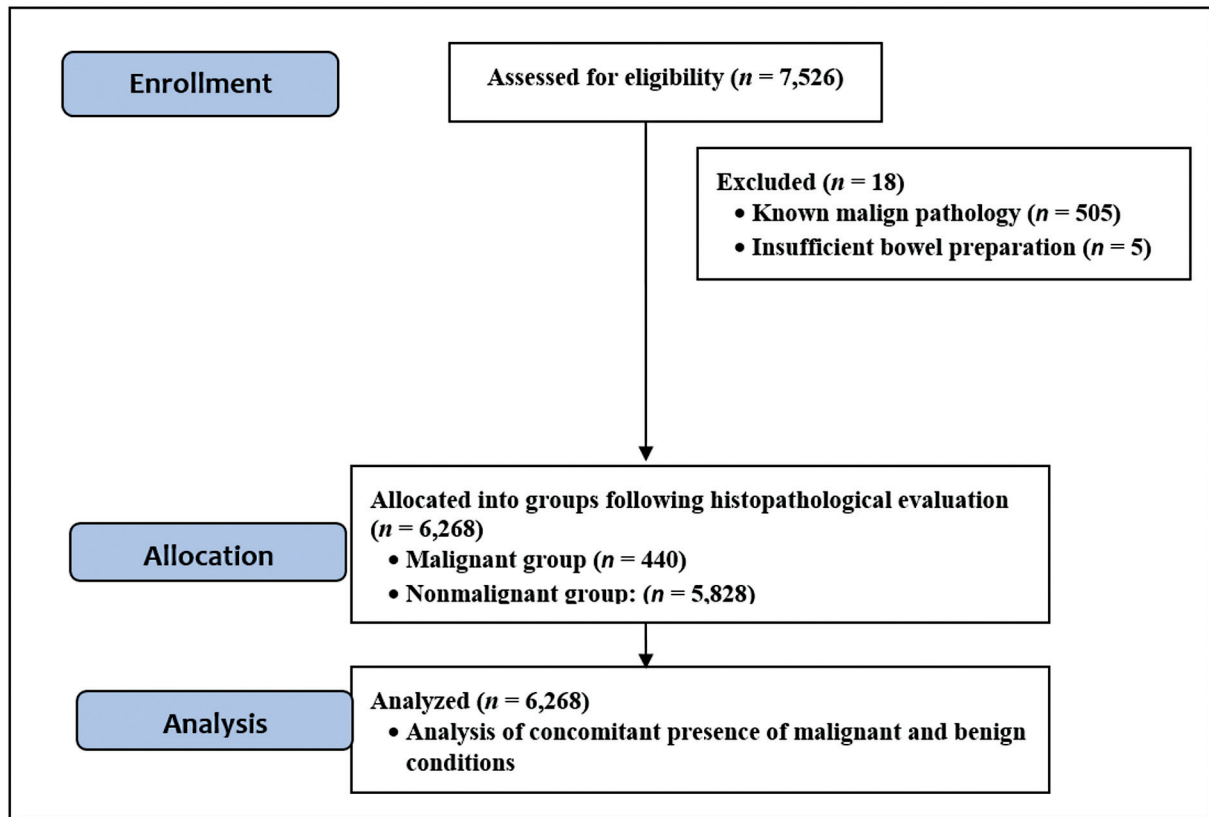 Enrollment
Assessed for eligibility (n = 7,526)
Excluded (n = 18)
• Known malign pathology (n = 505)
• Insufficient bowel preparation (n = 5)
Allocation
Allocated into groups following histopathological evaluation
(n = 6,268)
• Malignant group (n = 440)
• Nonmalignant group: (n = 5,828)
Analysis
Analyzed (n = 6,268)
• Analysis of concomitant presence of malignant and benign
conditions